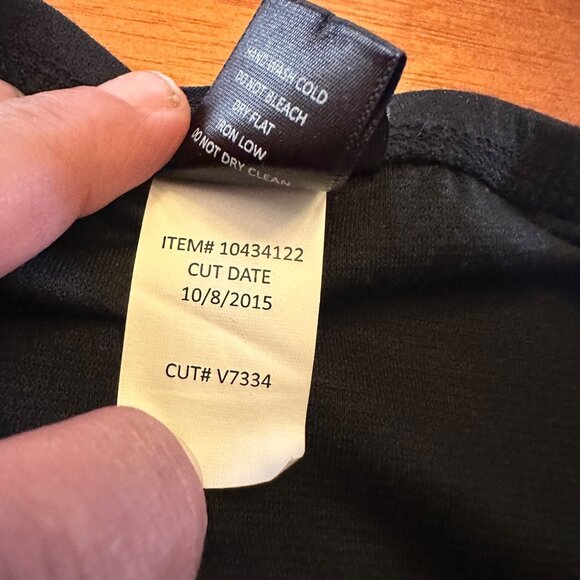 HAND WASH COLD
DO NOT BLEACH
DRY FLAT
IRON LOW
DO NOT DRY CLEAN
ITEM# 10434122
CUT DATE
10/8/2015
CUT# V7334